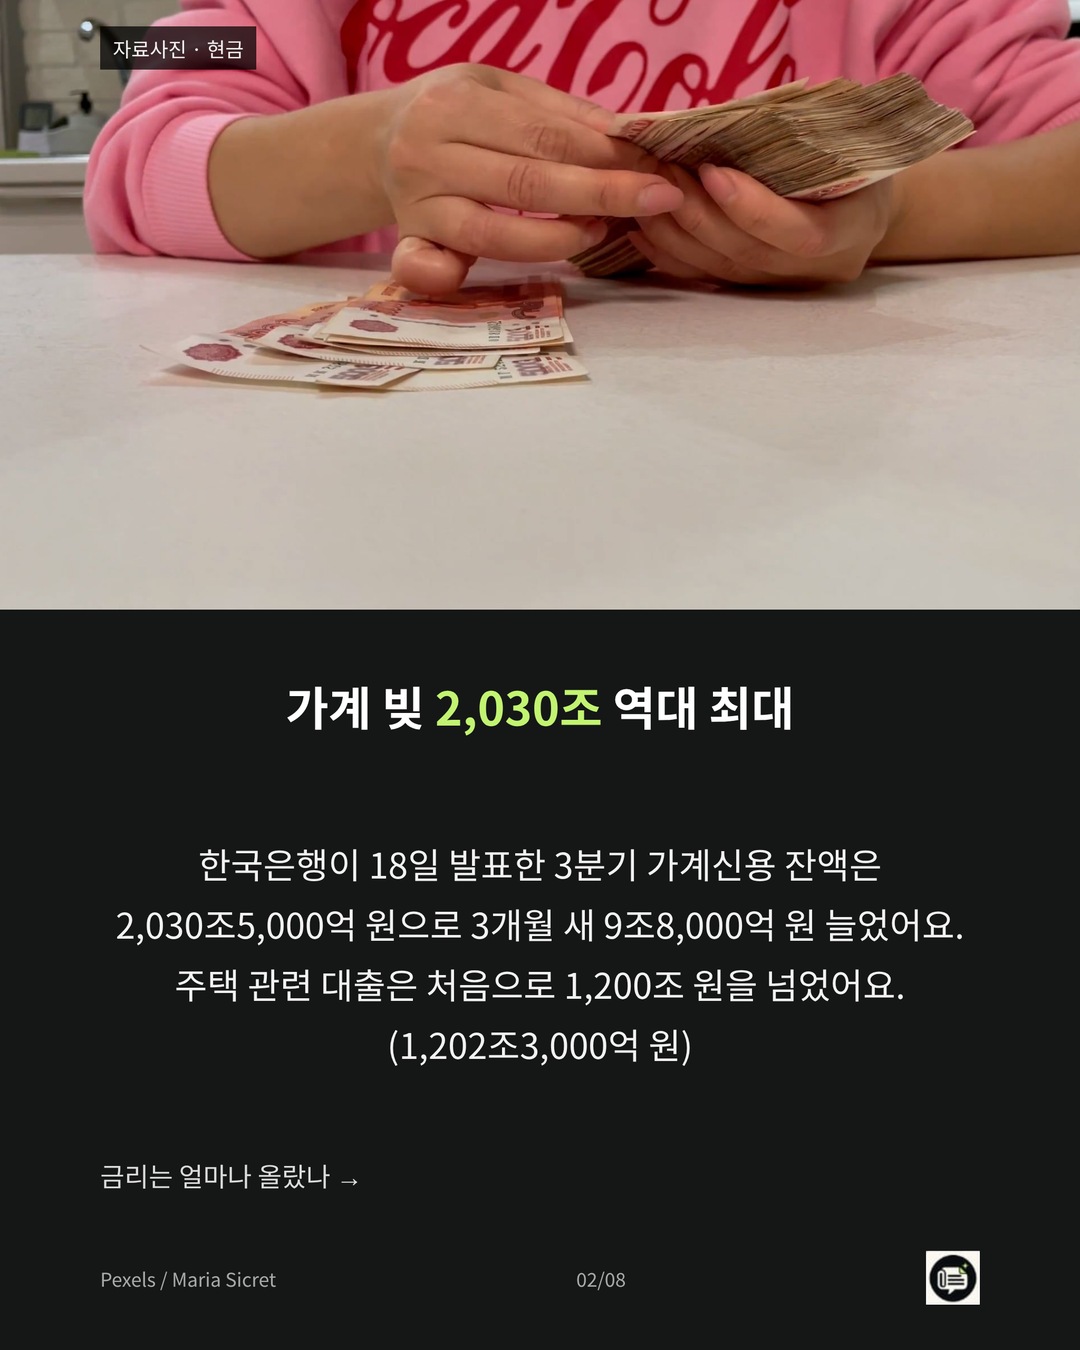 자료사진 · 현금
Coca Cola
가계 빚 2,030조 역대 최대
한국은행이 18일 발표한 3분기 가계신용 잔액은
2,030조5,000억 원으로 3개월 새 9조8,000억 원 늘었어요.
주택 관련 대출은 처음으로 1,200조 원을 넘었어요.
(1,202조3,000억 원)
금리는 얼마나 올랐나 →
Pexels / Maria Sicret
02/08